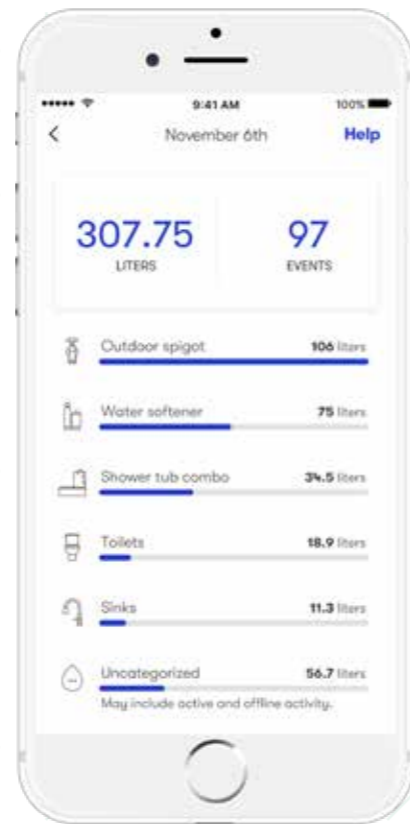 9:41 AM 100%
November 6th Help
307.75 97
LITERS EVENTS
Outdoor spigot 106 liters
Water softener 75 liters
Shower tub combo 34.5 liters
Toilets 18.9 liters
Sinks 11.3 liters
Uncategorized 56.7 liters
May include active and offline activity.